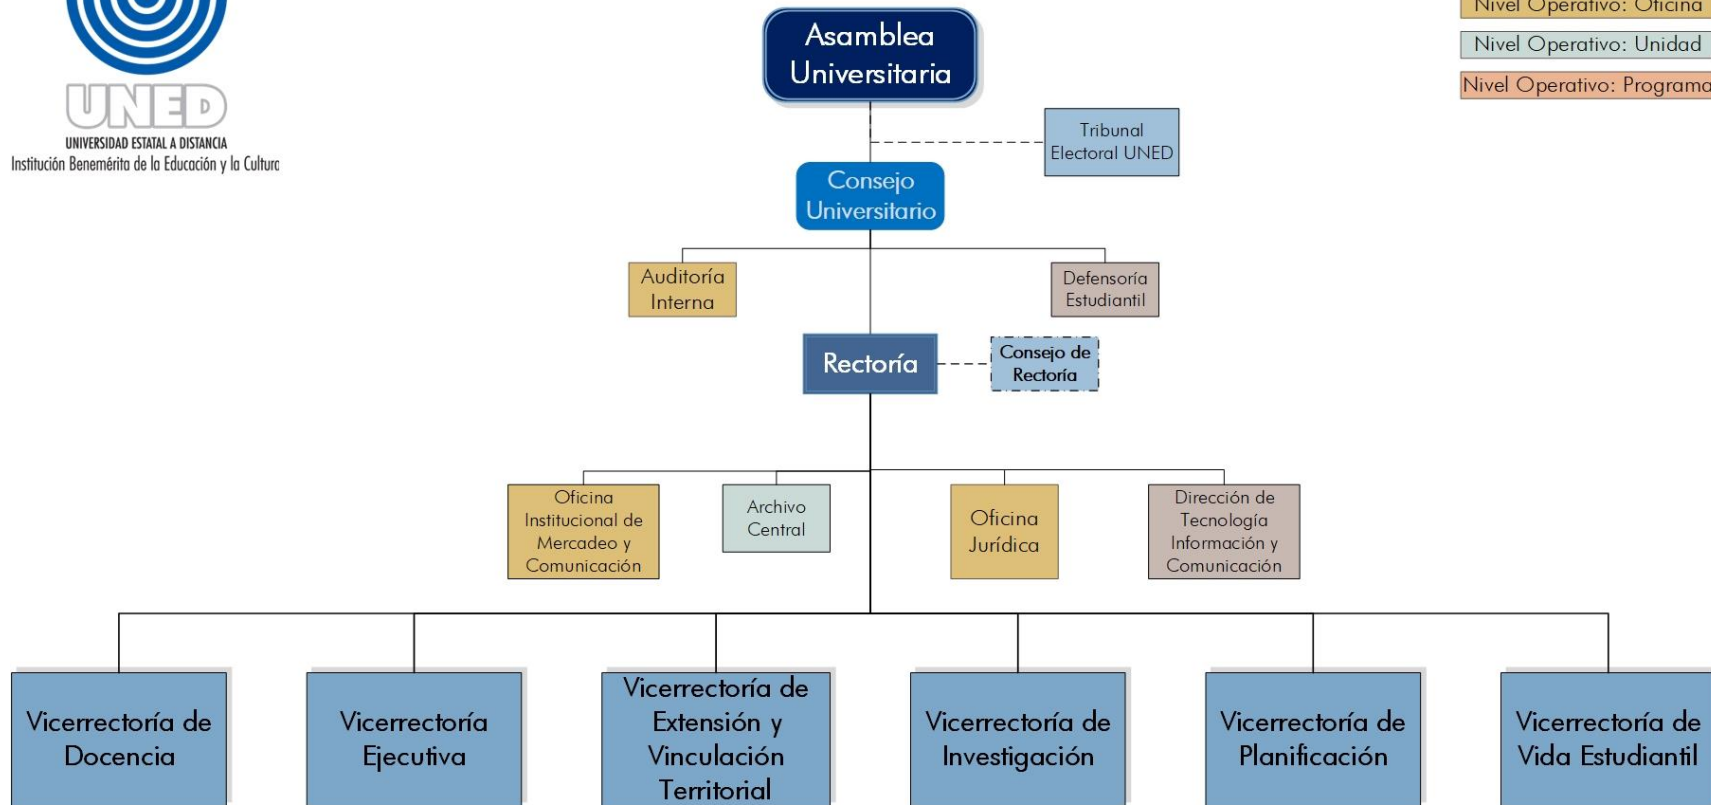 UNED
UNIVERSIDAD ESTATAL A DISTANCIA
Institución Benemérita de la Educación y la Cultura
Nivel Operativo: Oficina
Nivel Operativo: Unidad
Nivel Operativo: Programa
Asamblea
Universitaria
Tribunal
Electoral UNED
Consejo
Universitario
Auditoría
Interna
Defensoría
Estudiantil
Rectoría
Consejo de
Rectoría
Oficina
Institucional de
Mercadeo y
Comunicación
Archivo
Central
Oficina
Jurídica
Dirección de
Tecnología
Información y
Comunicación
Vicerrectoría de
Docencia
Vicerrectoría
Ejecutiva
Vicerrectoría de
Extensión y
Vinculación
Territorial
Vicerrectoría de
Investigación
Vicerrectoría de
Planificación
Vicerrectoría de
Vida Estudiantil